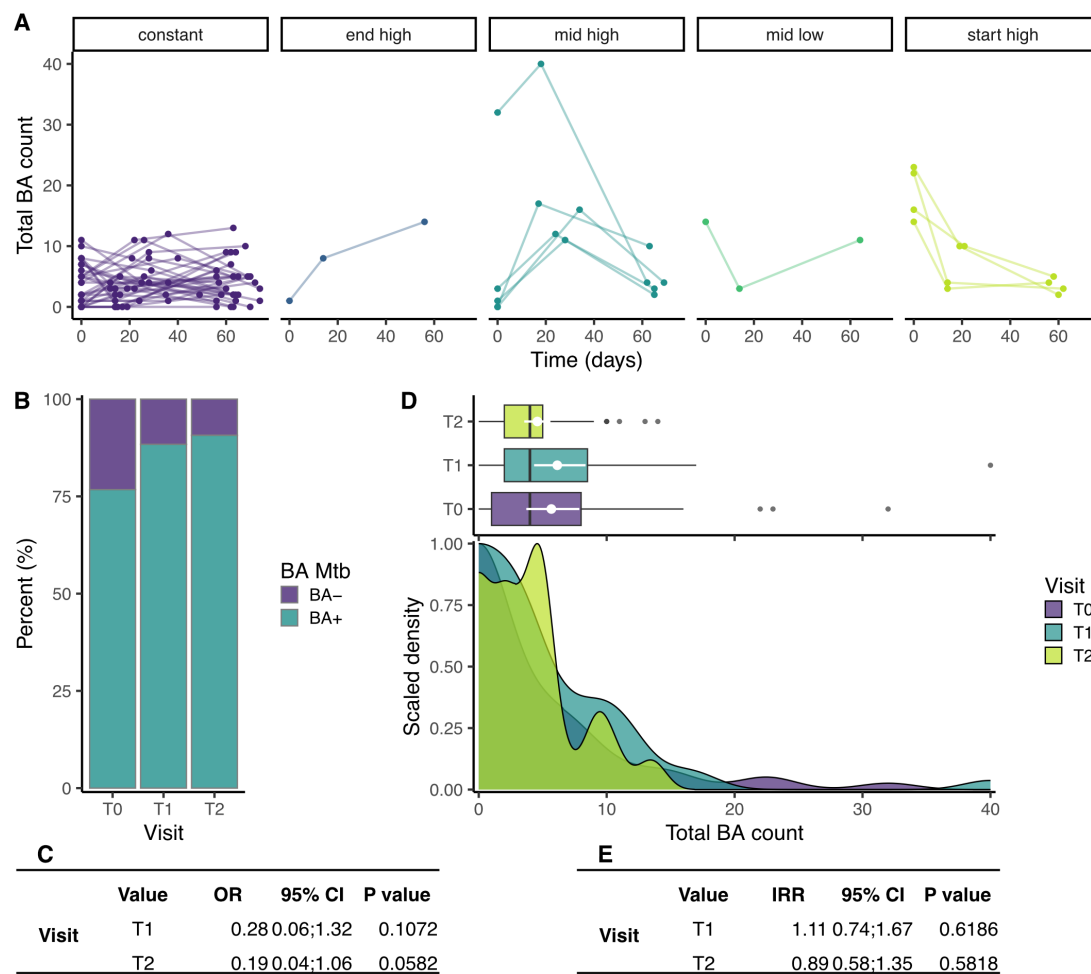 A
constant
end high
mid high
mid low
start high
Total BA count
40
30
20
10
0
0 20 40 60
0 20 40 60
0 20 40 60
0 20 40 60
0 20 40 60
Time (days)
B
Percent (%)
100
75
50
25
0
T0 T1 T2
Visit
BA Mtb
BA−
BA+
D
T2
T1
T0
Scaled density
1.00
0.75
0.50
0.25
0.00
0 10 20 30 40
Total BA count
Visit
T0
T1
T2
C
Value OR 95% CI P value
Visit
T1 0.28 0.06;1.32 0.1072
T2 0.19 0.04;1.06 0.0582
E
Value IRR 95% CI P value
Visit
T1 1.11 0.74;1.67 0.6186
T2 0.89 0.58;1.35 0.5818